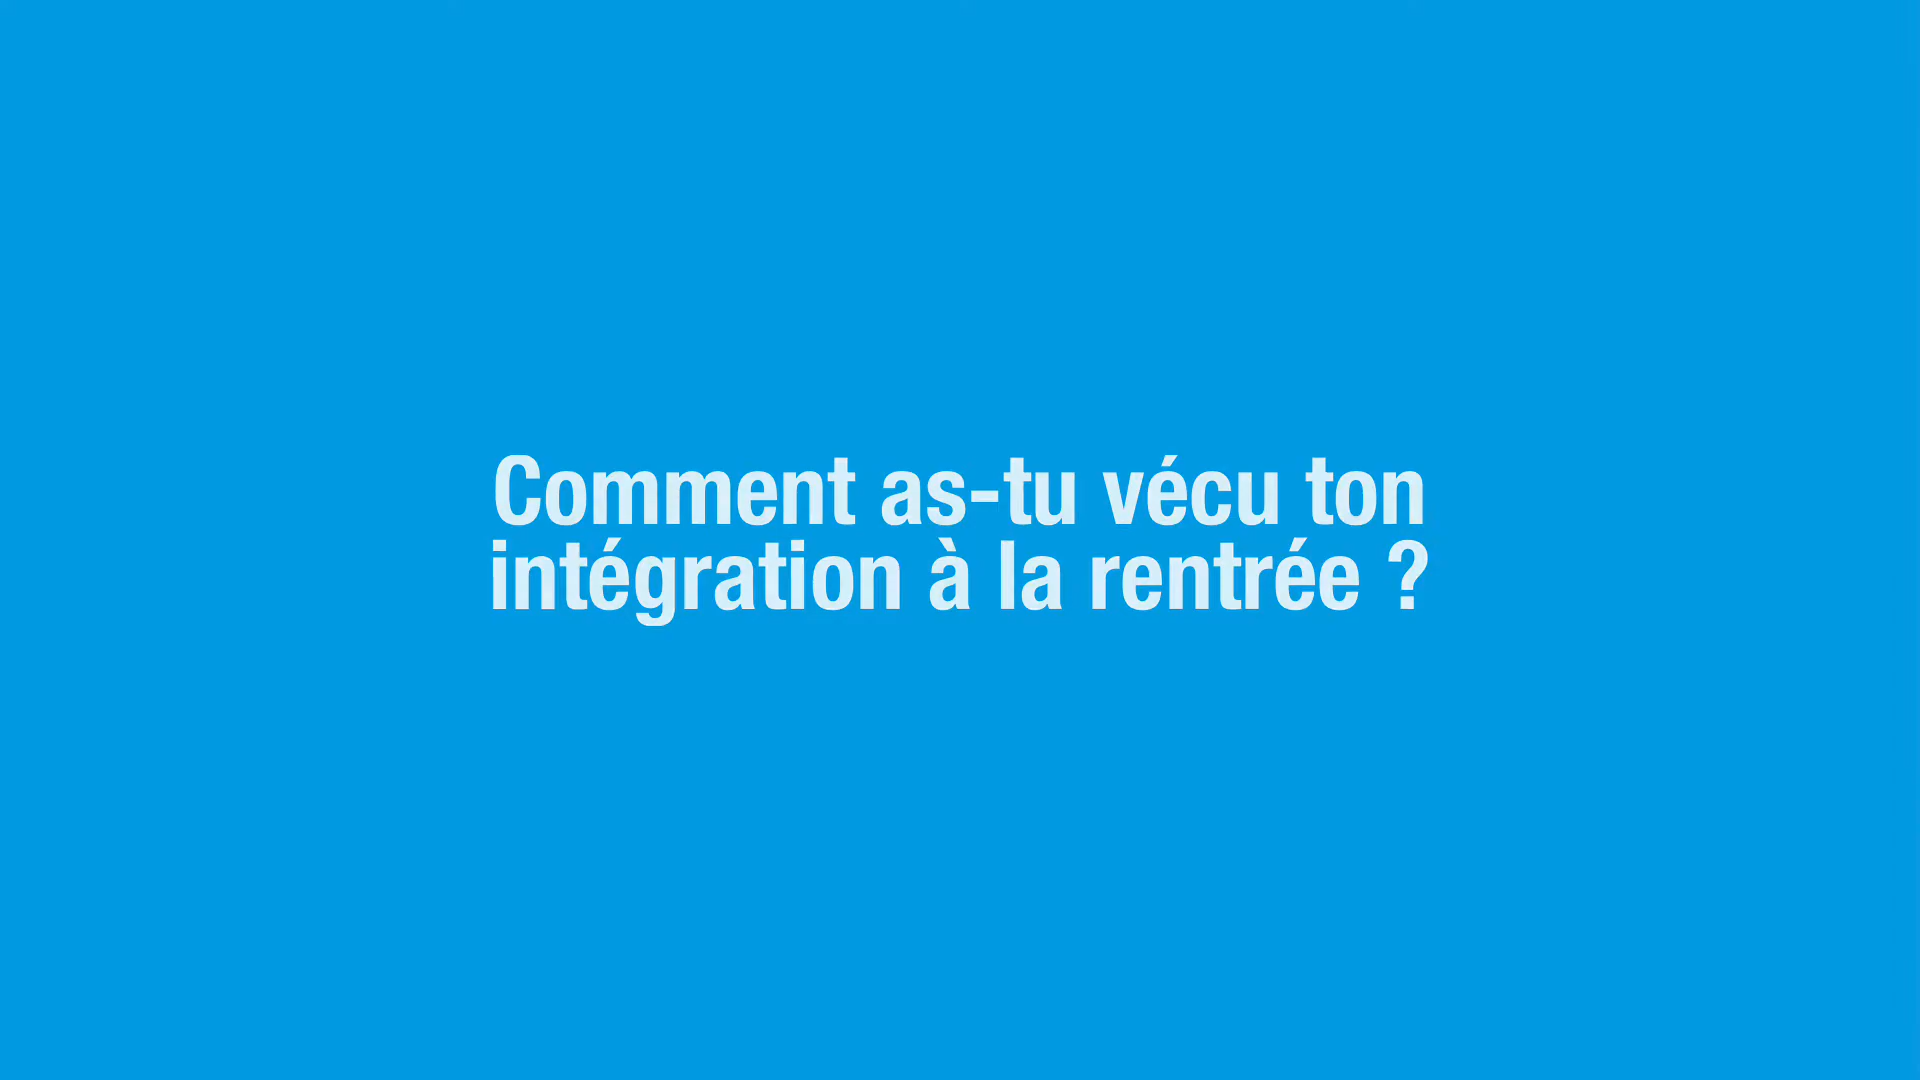 Comment as-tu vécu ton
intégration à la rentrée ?